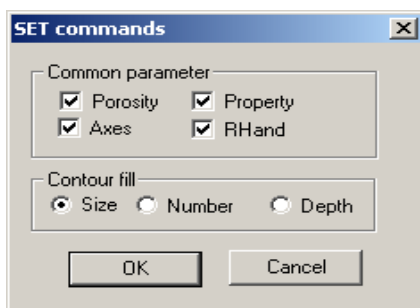 SET commands
Common parameter
Porosity Property
Axes RHand
Contour fill
Size Number Depth
OK Cancel